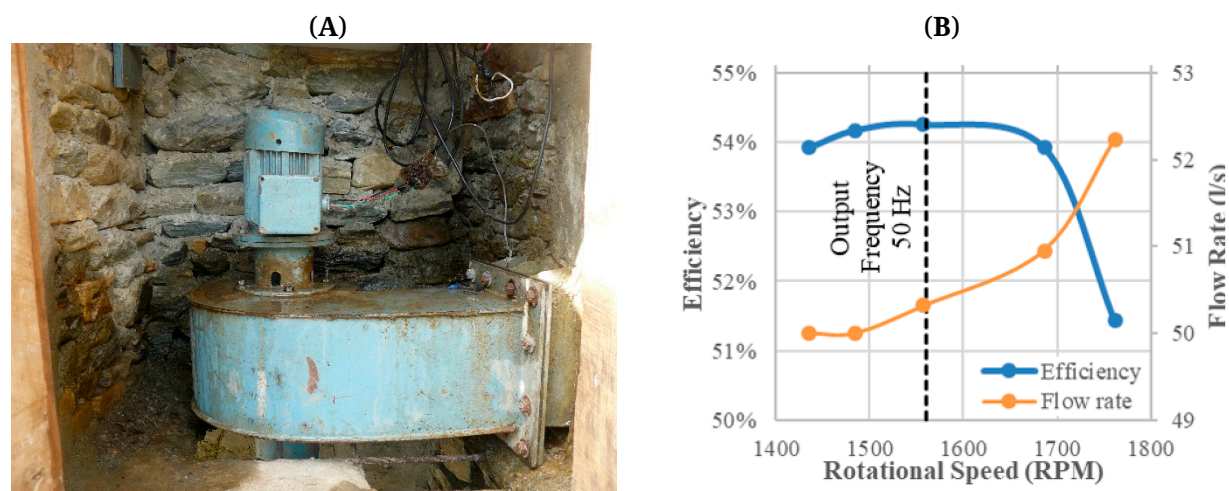 (A)
(B)
55%
54%
53%
52%
51%
50%
Efficiency
53
52
51
50
49
Flow Rate (l/s)
Output
Frequency
50 Hz
Efficiency
Flow rate
1400
1500
1600
1700
1800
Rotational Speed (RPM)